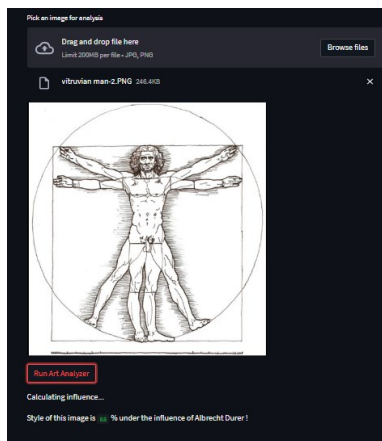 Pick an image for analysis
Drag and drop file here
Limit 200MB per file • JPG, PNG
Browse files
vitruvian man-2.PNG 246.4KB
×
Run Art Analyzer
Calculating influence...
Style of this image is % under the influence of Albrecht Durer !